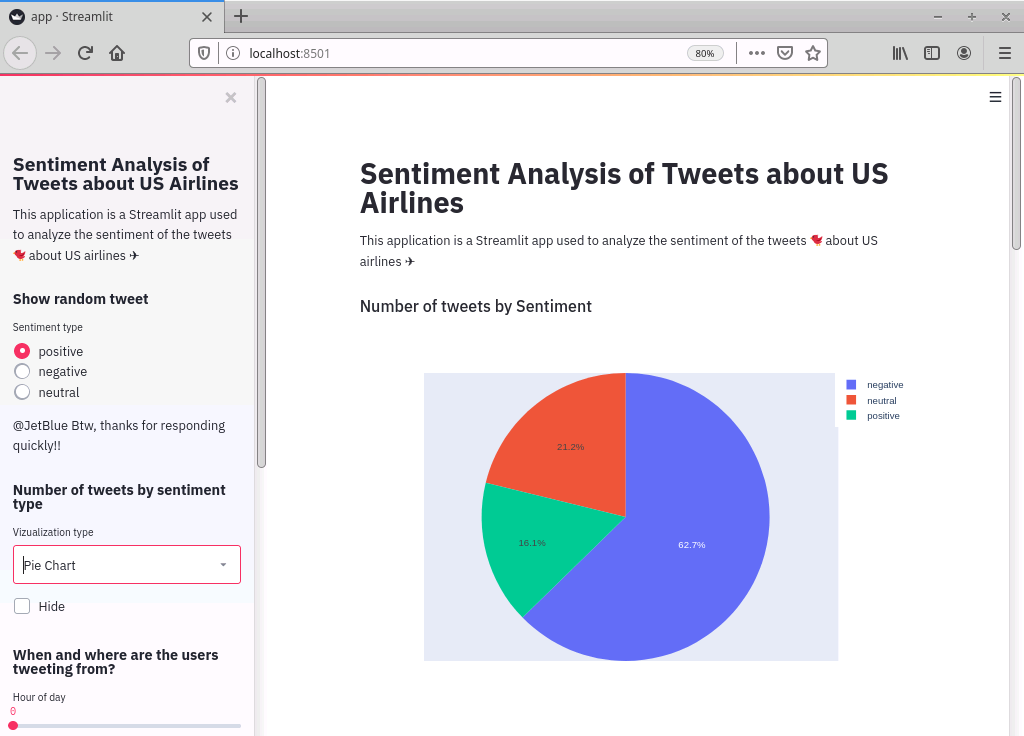 app · Streamlit
localhost:8501
80%
Sentiment Analysis of
Tweets about US Airlines
This application is a Streamlit app used
to analyze the sentiment of the tweets
🐦 about US airlines ✈
Show random tweet
Sentiment type
positive
negative
neutral
@JetBlue Btw, thanks for responding
quickly!!
Number of tweets by sentiment
type
Vizualization type
Pie Chart
Hide
When and where are the users
tweeting from?
Hour of day
0
Sentiment Analysis of Tweets about US
Airlines
This application is a Streamlit app used to analyze the sentiment of the tweets 🐦 about US
airlines ✈
Number of tweets by Sentiment
negative
neutral
positive
21.2%
16.1%
62.7%